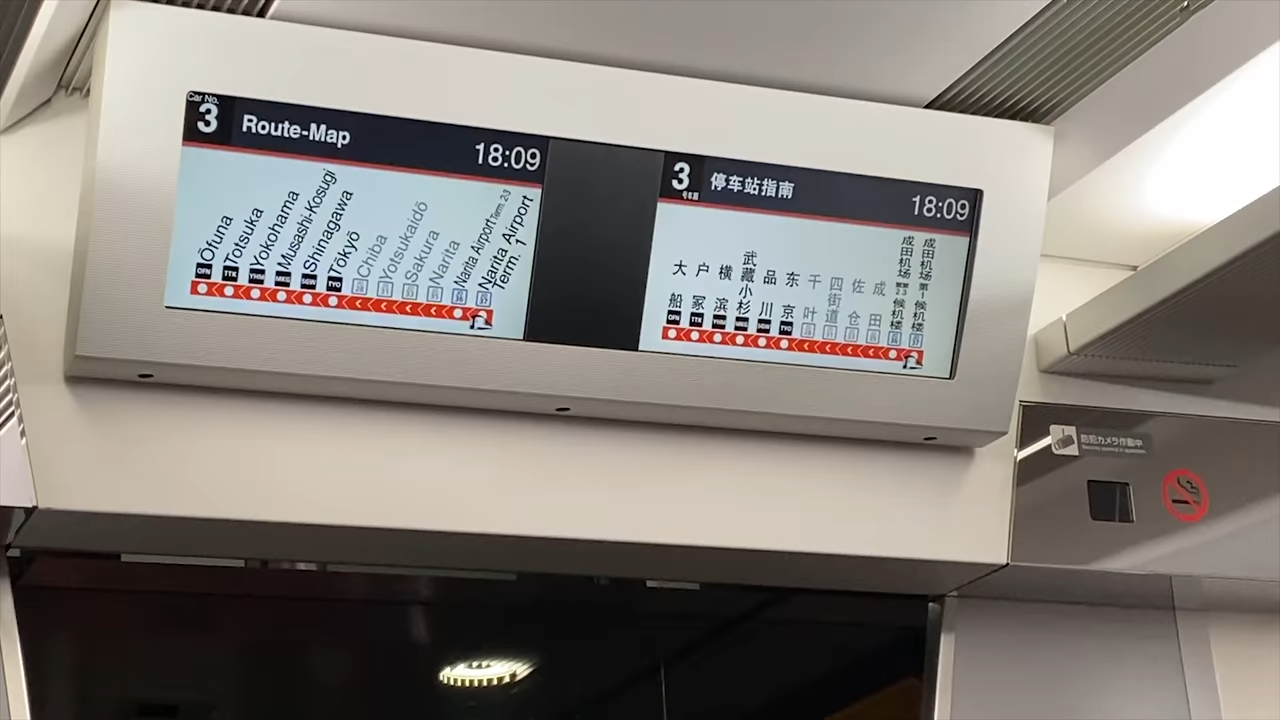 Car No.
3
Route-Map
18:09
Ōfuna
Totsuka
Yokohama
Musashi-Kosugi
Shinagawa
Tōkyō
Chiba
Yotsukaidō
Sakura
Narita
Narita Airport Term. 2·3
Narita Airport Term. 1
OFN
TTK
YHM
MKG
SGW
TYO
3
号车厢
停车站指南
18:09
大船
户冢
横滨
武藏小杉
品川
东京
千叶
四街道
佐仓
成田
成田机场 第2·3 候机楼
成田机场 第1 候机楼
OFN
TTK
YHM
MKG
SGW
TYO
防犯カメラ作動中